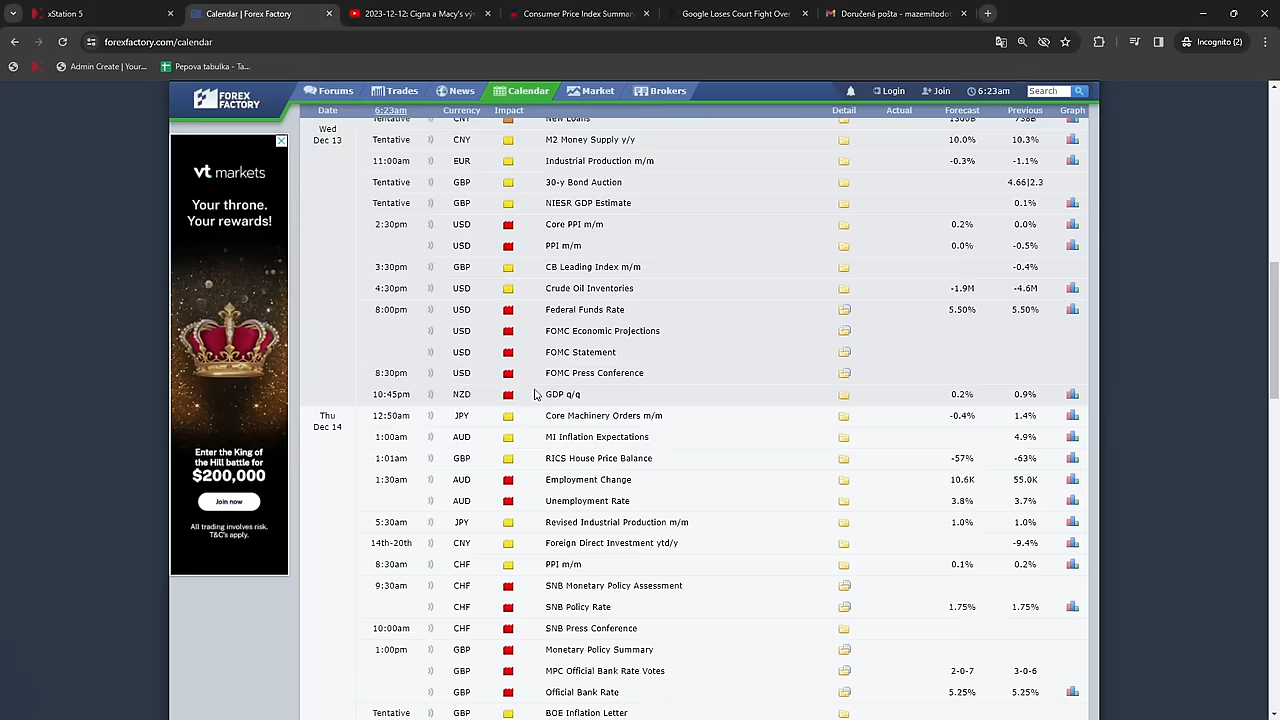 xStation 5
Calendar | Forex Factory
2023-12-12: Cigna a Macy's vy
Consumer Price Index Summar
Google Loses Court Fight Over
Doručená pošta - mazemitodo
forexfactory.com/calendar
Incognito (2)
Admin Create | Your...
Pepova tabulka - Ta...
FOREX FACTORY
Forums Trades News Calendar Market Brokers
Login Join 6:23am Search
Date 6:23am Currency Impact Detail Actual Forecast Previous Graph
Tentative CNY New Loans 1300B 738B
Wed Dec 13
Tentative CNY M2 Money Supply y/y 10.0% 10.3%
11:00am EUR Industrial Production m/m -0.3% -1.1%
Tentative GBP 30-y Bond Auction 4.66|2.3
Tentative GBP NIESR GDP Estimate 0.1%
2:30pm USD Core PPI m/m 0.2% 0.0%
USD PPI m/m 0.0% -0.5%
3:30pm GBP CB Leading Index m/m -0.4%
4:30pm USD Crude Oil Inventories -1.9M -4.6M
8:00pm USD Federal Funds Rate 5.50% 5.50%
USD FOMC Economic Projections
USD FOMC Statement
8:30pm USD FOMC Press Conference
10:45pm NZD GDP q/q 0.2% 0.9%
Thu Dec 14
12:50am JPY Core Machinery Orders m/m -0.4% 1.4%
1:00am AUD MI Inflation Expectations 4.9%
1:01am GBP RICS House Price Balance -57% -63%
1:30am AUD Employment Change 10.6K 55.0K
AUD Unemployment Rate 3.8% 3.7%
5:30am JPY Revised Industrial Production m/m 1.0% 1.0%
14th-20th CNY Foreign Direct Investment ytd/y -9.4%
8:30am CHF PPI m/m 0.1% 0.2%
9:30am CHF SNB Monetary Policy Assessment
CHF SNB Policy Rate 1.75% 1.75%
10:00am CHF SNB Press Conference
1:00pm GBP Monetary Policy Summary
GBP MPC Official Bank Rate Votes 2-0-7 3-0-6
GBP Official Bank Rate 5.25% 5.25%
Tentative GBP BOE Inflation Letter
vt markets
Your throne.
Your rewards!
Enter the King of
the Hill battle for
$200,000
Join now
All trading involves risk.
T&C's apply.